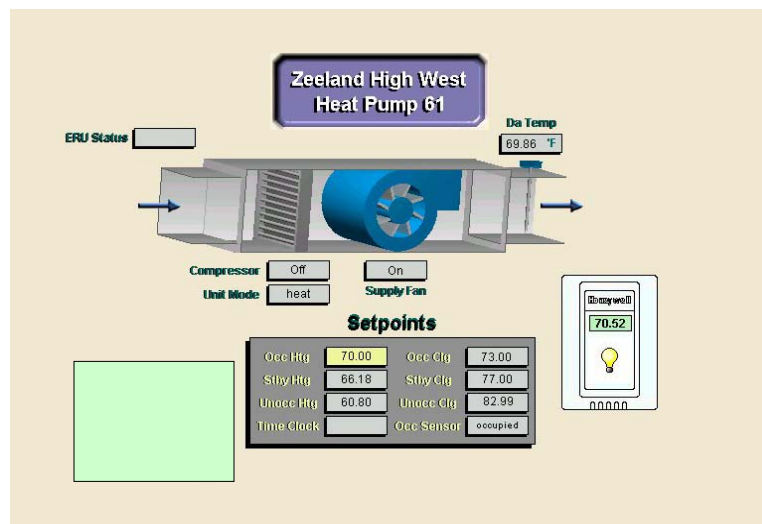 Zeeland High West
Heat Pump 61
Da Temp
ERU Status
69.86 °F
Compressor Off
On
Unit Mode heat
Supply Fan
Honeywell
70.52
Setpoints
Occ Htg 70.00 Occ Clg 73.00
Stby Htg 66.18 Stby Clg 77.00
Unocc Htg 60.80 Unocc Clg 82.99
Time Clock Occ Sensor occupied